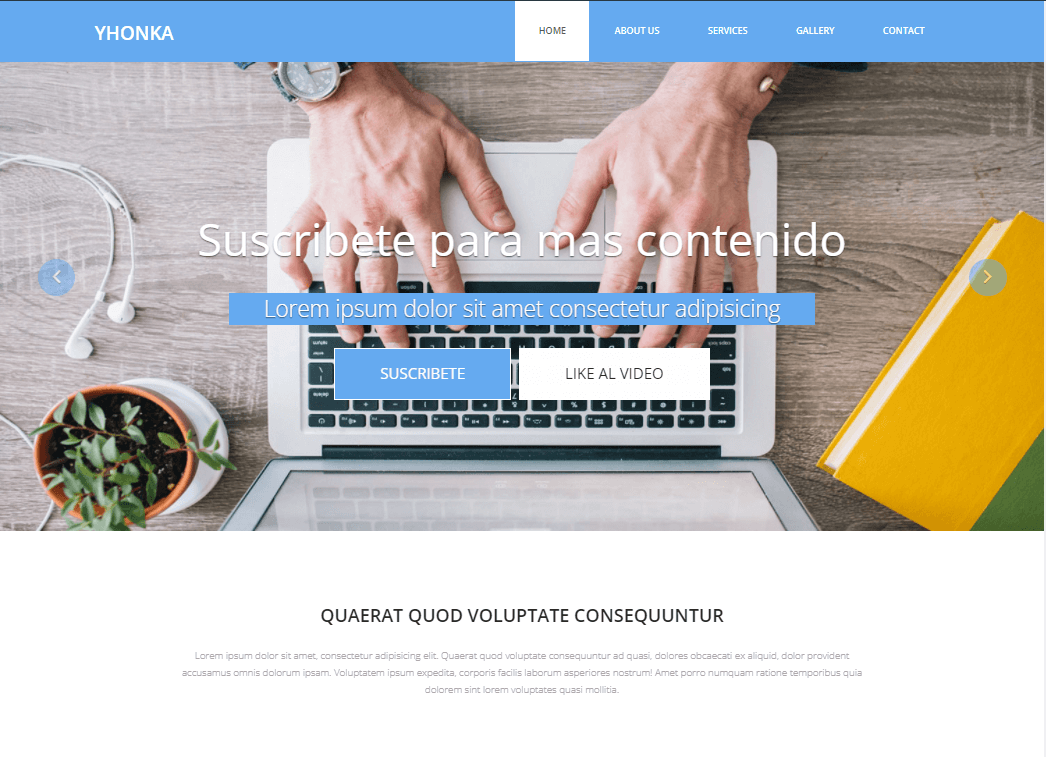 YHONKA
HOME ABOUT US SERVICES GALLERY CONTACT
Suscribete para mas contenido
Lorem ipsum dolor sit amet consectetur adipisicing
SUSCRIBETE LIKE AL VIDEO
QUAERAT QUOD VOLUPTATE CONSEQUUNTUR
Lorem ipsum dolor sit amet, consectetur adipisicing elit. Quaerat quod voluptate consequuntur ad quasi, dolores obcaecati ex aliquid, dolor provident
accusamus omnis dolorum ipsam. Voluptatem ipsum expedita, corporis facilis laborum asperiores nostrum! Amet porro numquam ratione temporibus quia
dolorem sint lorem voluptates quasi mollitia.